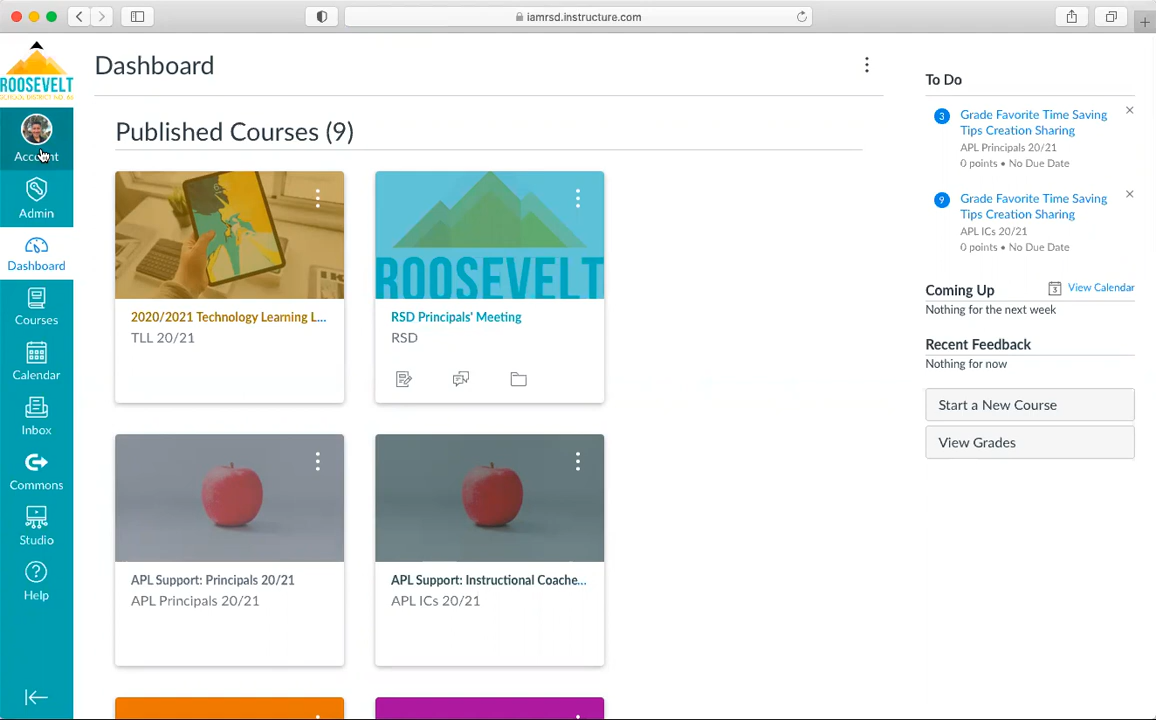 iamrsd.instructure.com
ROOSEVELT
Account
Admin
Dashboard
Courses
Calendar
Inbox
Commons
Studio
Help
Dashboard
Published Courses (9)
2020/2021 Technology Learning L...
TLL 20/21
ROOSEVELT
RSD Principals' Meeting
RSD
APL Support: Principals 20/21
APL Principals 20/21
APL Support: Instructional Coache...
APL ICs 20/21
To Do
3
Grade Favorite Time Saving
Tips Creation Sharing
APL Principals 20/21
0 points • No Due Date
9
Grade Favorite Time Saving
Tips Creation Sharing
APL ICs 20/21
0 points • No Due Date
Coming Up
3 View Calendar
Nothing for the next week
Recent Feedback
Nothing for now
Start a New Course
View Grades